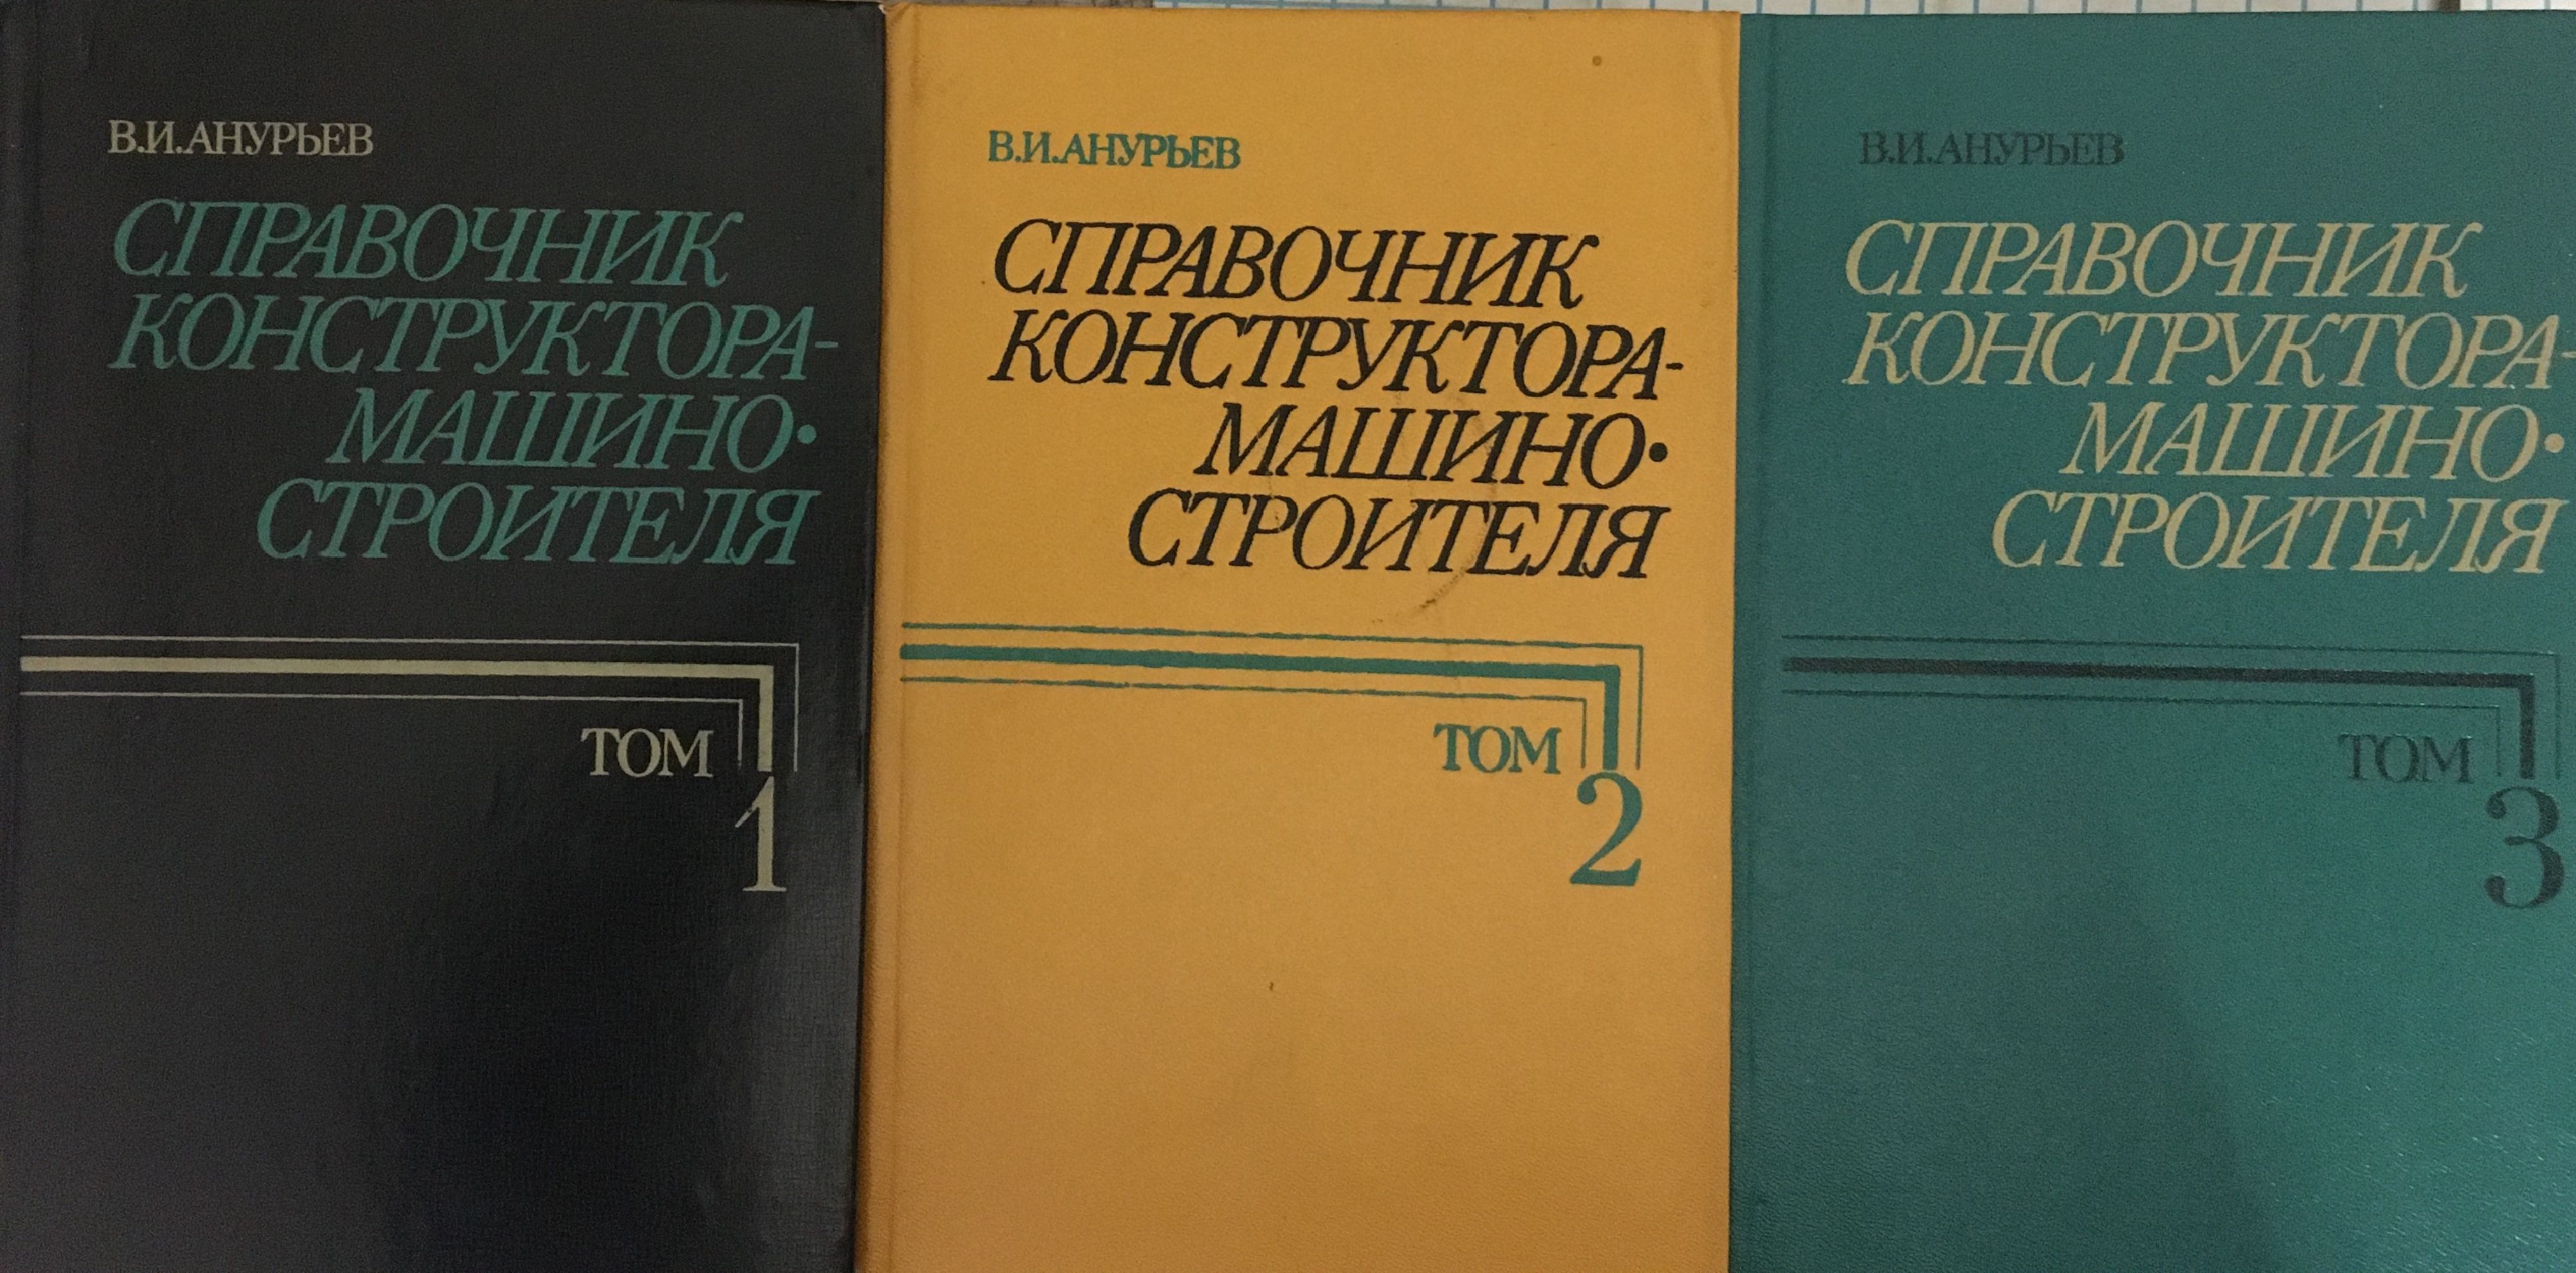 В.И.АНУРЬЕВ
СПРАВОЧНИК
КОНСТРУКТОРА-
МАШИНО•
СТРОИТЕЛЯ
ТОМ
1
В.И.АНУРЬЕВ
СПРАВОЧНИК
КОНСТРУКТОРА-
МАШИНО•
СТРОИТЕЛЯ
ТОМ
2
В.И.АНУРЬЕВ
СПРАВОЧНИК
КОНСТРУКТОРА-
МАШИНО•
СТРОИТЕЛЯ
ТОМ
3